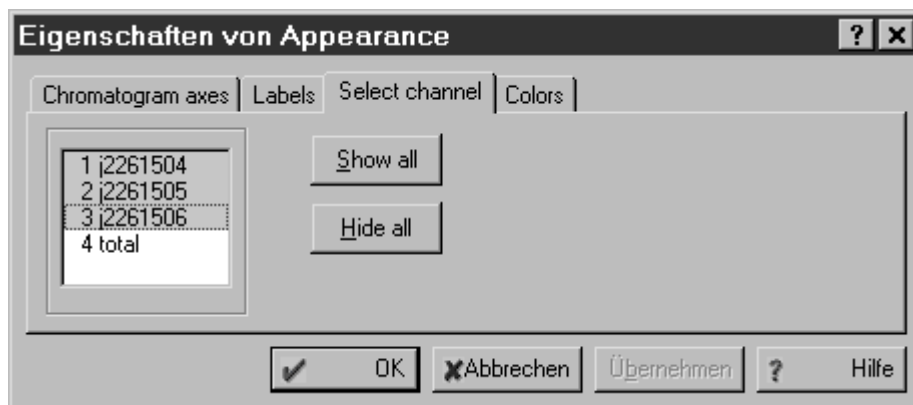 Eigenschaften von Appearance
Chromatogram axes Labels Select channel Colors
1 j2261504
2 j2261505
3 j2261506
4 total
Show all
Hide all
OK Abbrechen Übernehmen ? Hilfe